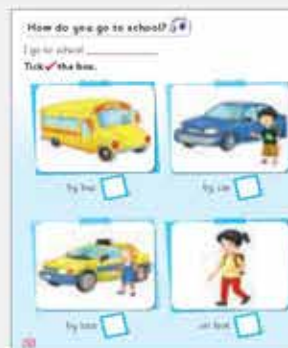 How do you go to school?
I go to school
Tick ✓ the box.
by bus
by car
by taxi
on foot